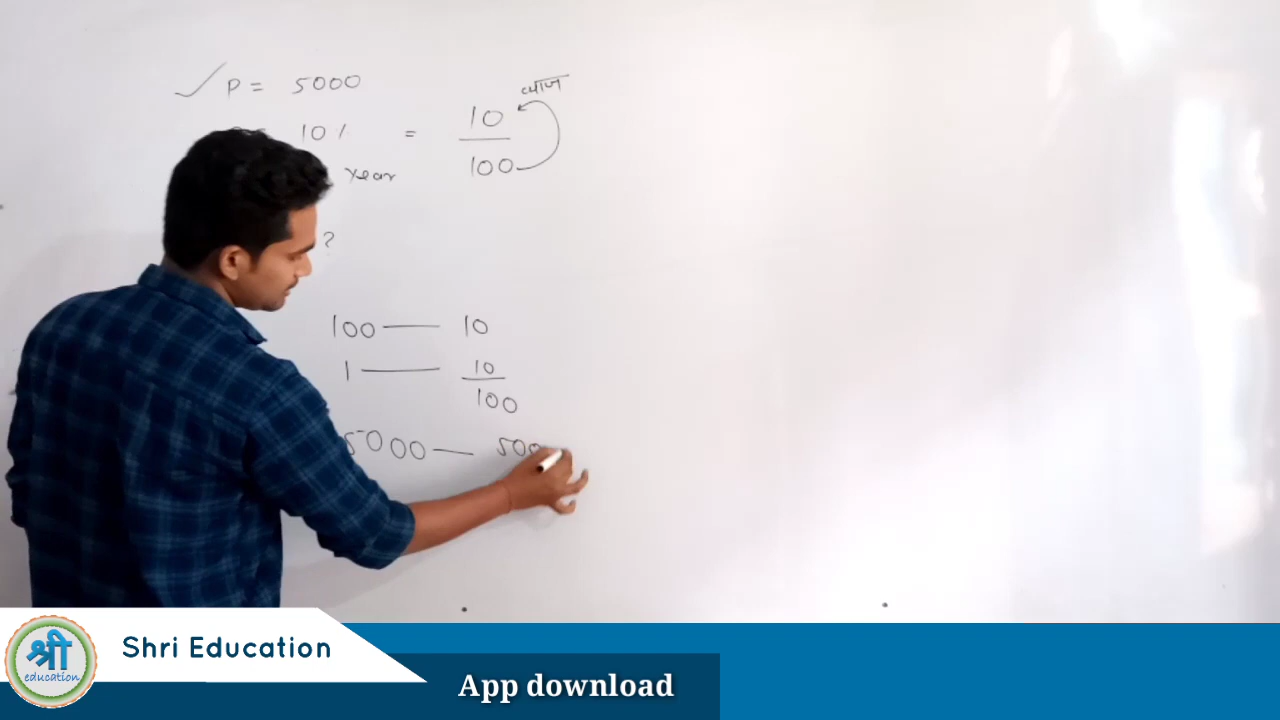 ✓ P = 5000
10 % = 10/100 ब्याज
year
?
100 — 10
1 — 10/100
5000 — 500
श्री
education
Shri Education
App download